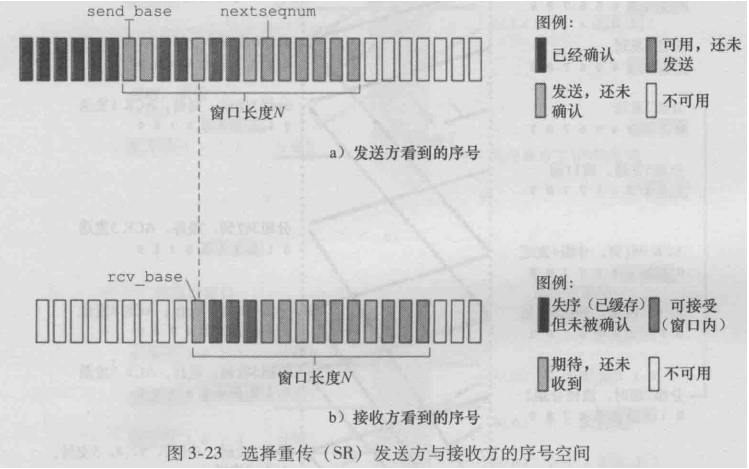 send_base
nextseqnum
窗口长度N
a）发送方看到的序号
图例：
已经确认
可用，还未
发送
发送，还未
确认
不可用
rcv_base
窗口长度N
b）接收方看到的序号
图例：
失序（已缓存）
但未被确认
可接受
（窗口内）
期待，还未
收到
不可用
图 3-23 选择重传（SR）发送方与接收方的序号空间